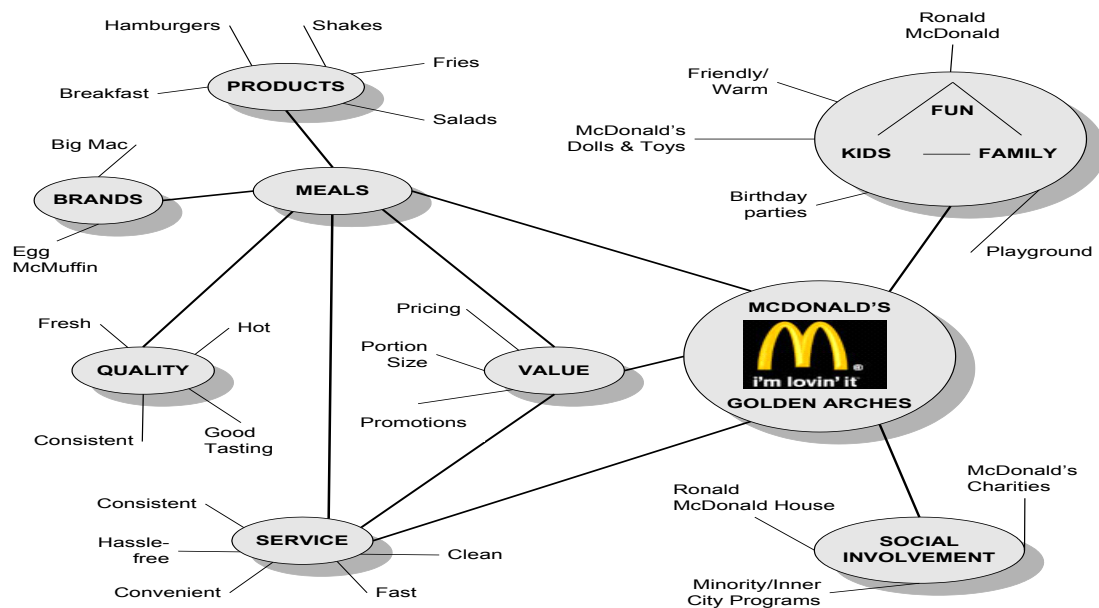 Hamburgers
Shakes
Fries
Breakfast
PRODUCTS
Salads
Big Mac
BRANDS
MEALS
Egg
McMuffin
Fresh
Hot
QUALITY
Consistent
Good
Tasting
Pricing
Portion
Size
VALUE
Promotions
Consistent
Hassle-
free
SERVICE
Clean
Convenient
Fast
Ronald
McDonald
Friendly/
Warm
FUN
McDonald’s
Dolls & Toys
KIDS
FAMILY
Birthday
parties
Playground
MCDONALD’S
®
i'm lovin' it
GOLDEN ARCHES
Ronald
McDonald House
McDonald’s
Charities
SOCIAL
INVOLVEMENT
Minority/Inner
City Programs